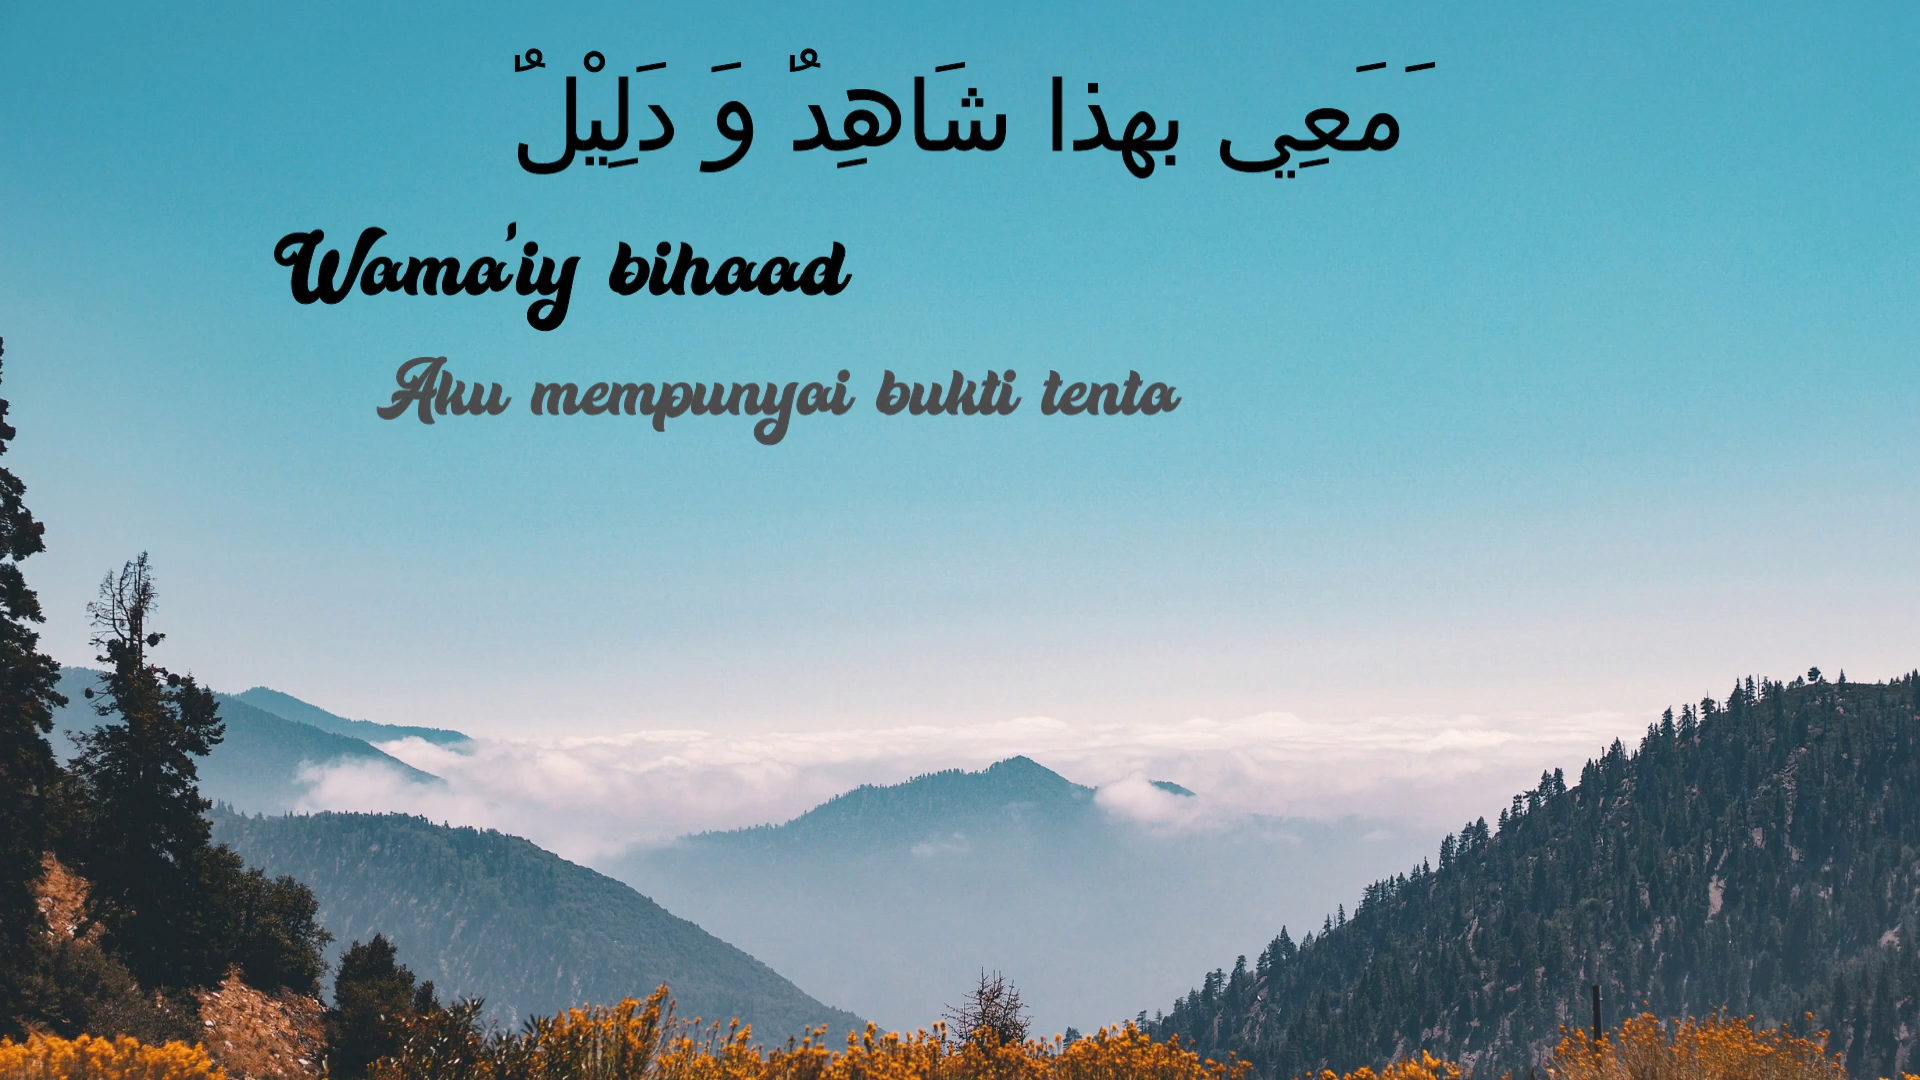 َمَعِي بهذا شَاهِدٌ وَ دَلِيْلٌ
Wama'iy bihaad
Aku mempunyai bukti tenta